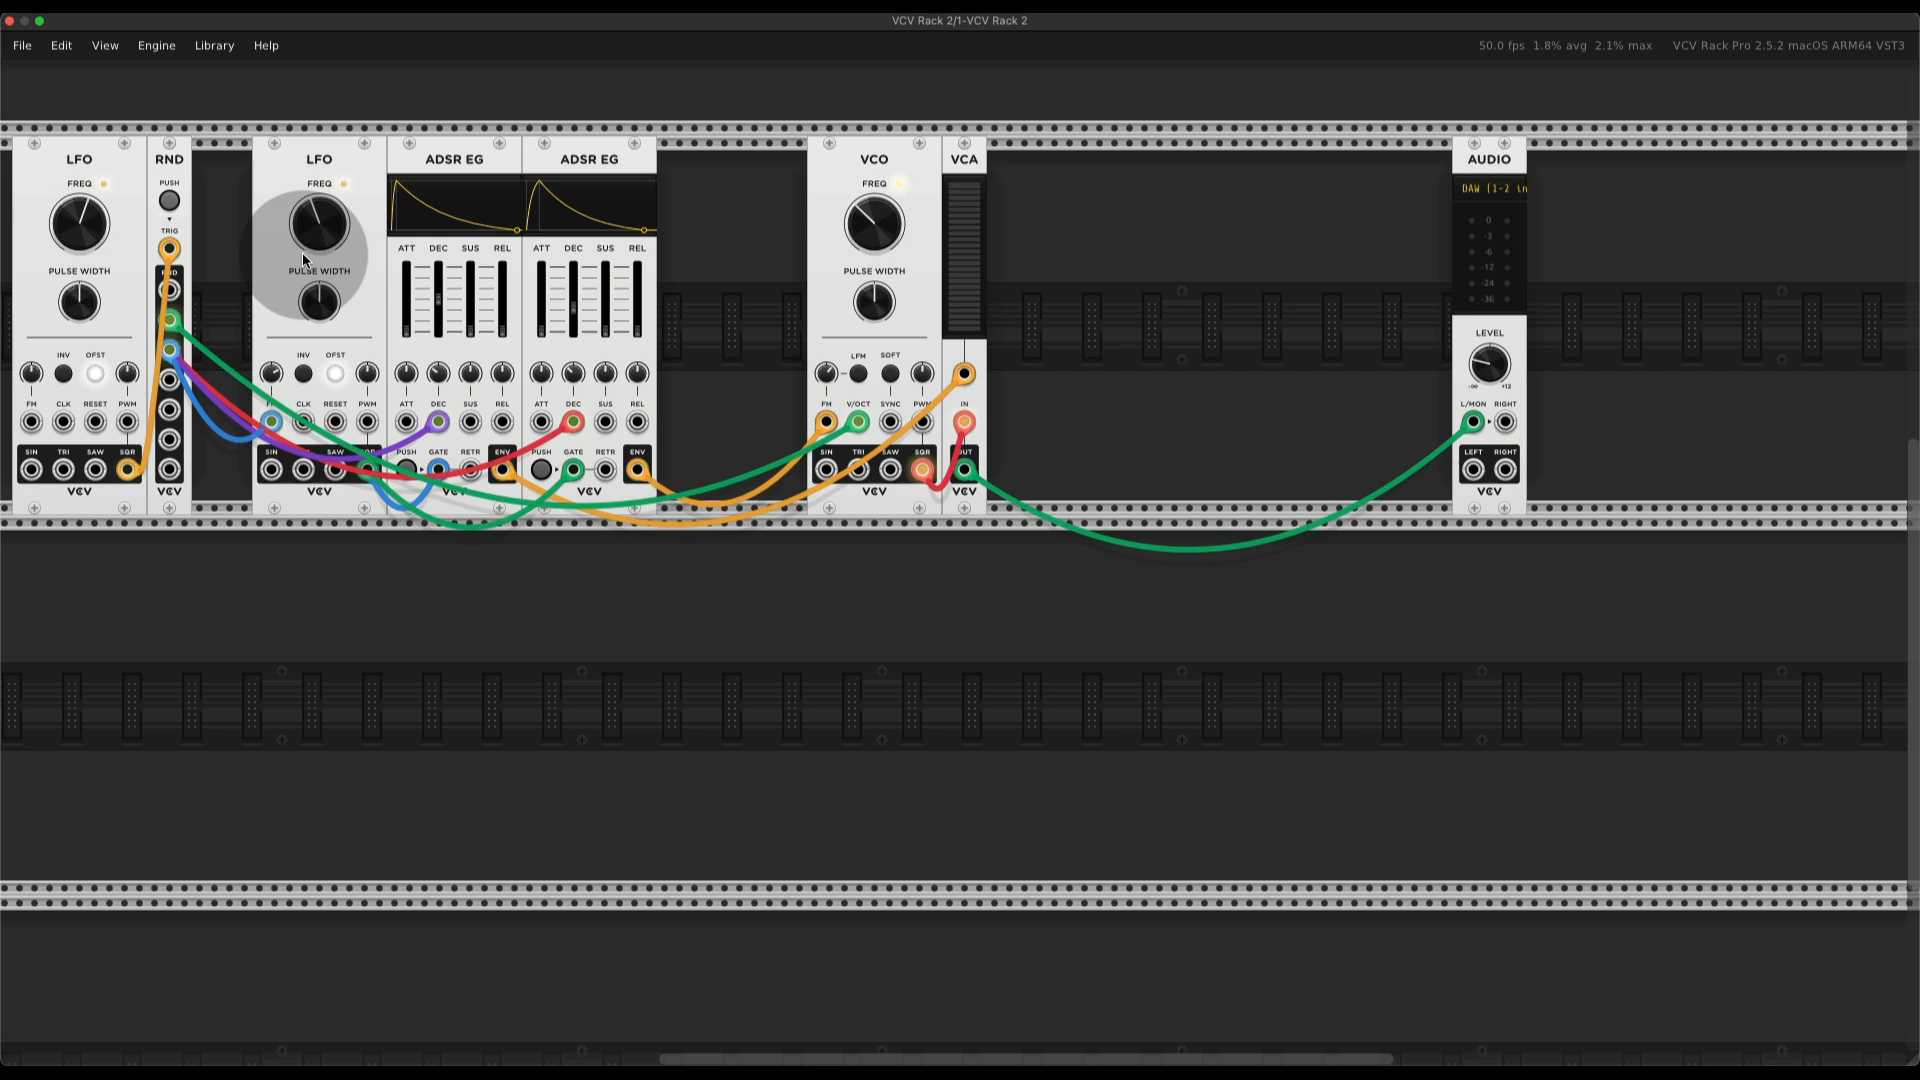 VCV Rack 2/1-VCV Rack 2
File Edit View Engine Library Help
50.0 fps 1.8% avg 2.1% max VCV Rack Pro 2.5.2 macOS ARM64 VST3
LFO
FREQ
PULSE WIDTH
INV OFST
FM CLK RESET PWM
SIN TRI SAW SQR
VCV
RND
PUSH
TRIG
VCV
LFO
FREQ
PULSE WIDTH
INV OFST
CLK RESET PWM
SIN SAW
VCV
ADSR EG
ATT DEC SUS REL
ATT DEC SUS REL
PUSH GATE RETR ENV
ADSR EG
ATT DEC SUS REL
ATT DEC SUS REL
PUSH GATE RETR ENV
VCV
VCO
FREQ
PULSE WIDTH
LFM SOFT
FM V/OCT SYNC PWM
SIN TRI SAW SQR
VCV
VCA
IN
OUT
VCV
AUDIO
DAW (1-2 in
0
-3
-6
-12
-24
-36
LEVEL
-∞ +12
L/MON RIGHT
LEFT RIGHT
VCV